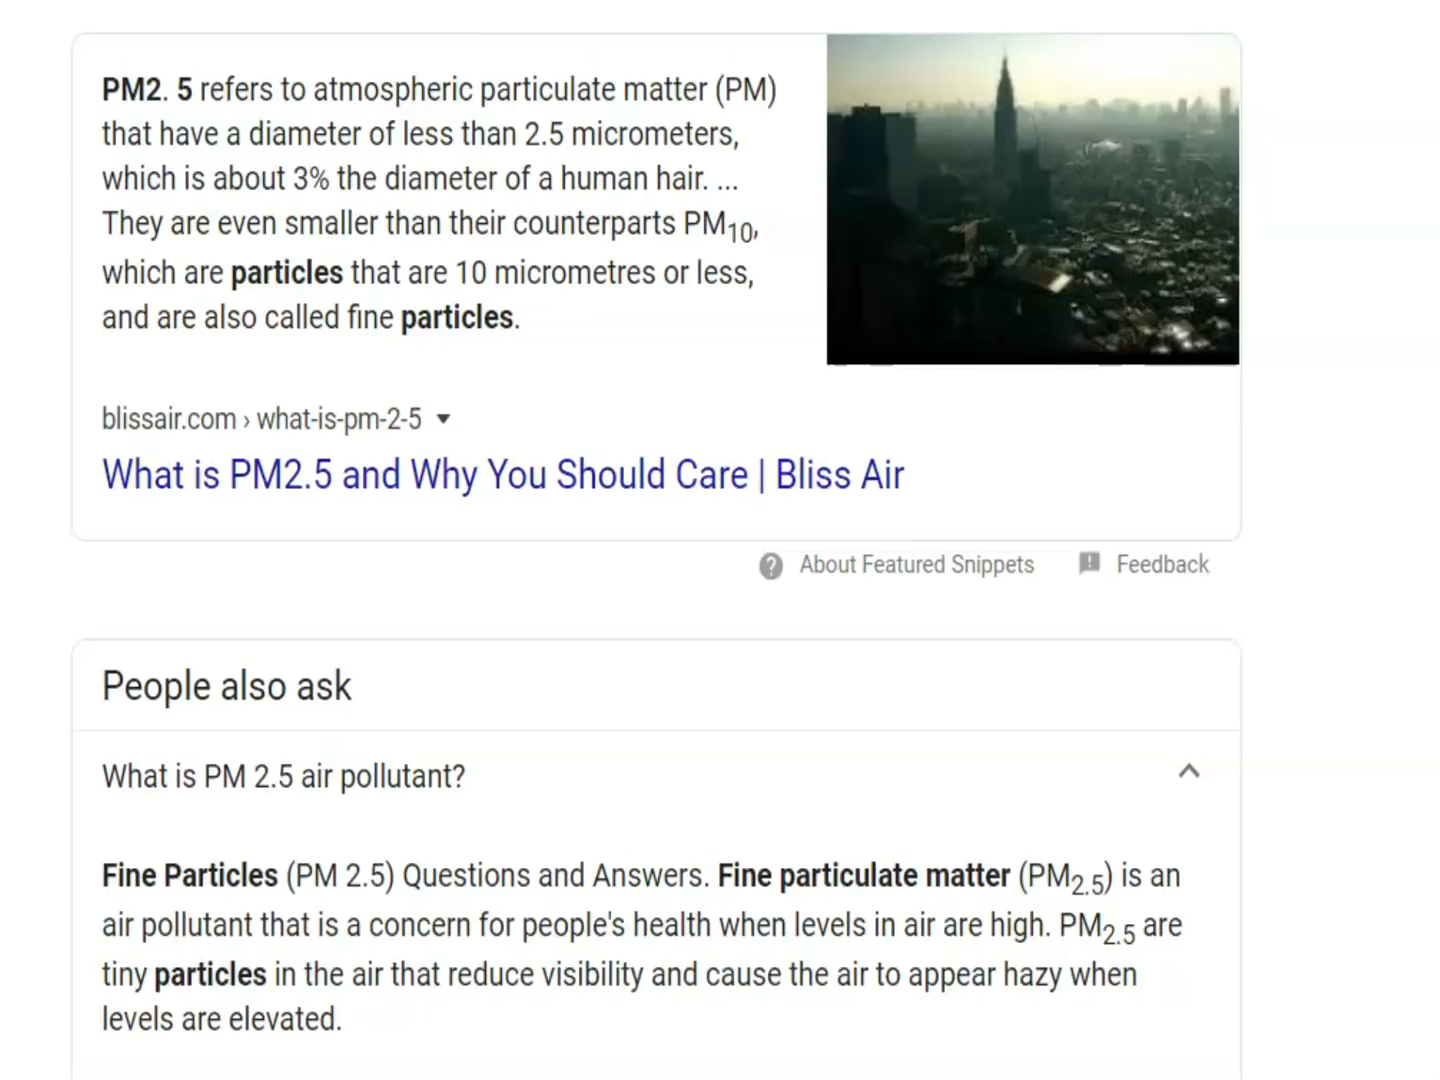 PM2. 5 refers to atmospheric particulate matter (PM)
that have a diameter of less than 2.5 micrometers,
which is about 3% the diameter of a human hair. ...
They are even smaller than their counterparts PM10,
which are particles that are 10 micrometres or less,
and are also called fine particles.
blissair.com › what-is-pm-2-5
What is PM2.5 and Why You Should Care | Bliss Air
About Featured Snippets Feedback
People also ask
What is PM 2.5 air pollutant?
Fine Particles (PM 2.5) Questions and Answers. Fine particulate matter (PM2.5) is an
air pollutant that is a concern for people's health when levels in air are high. PM2.5 are
tiny particles in the air that reduce visibility and cause the air to appear hazy when
levels are elevated.